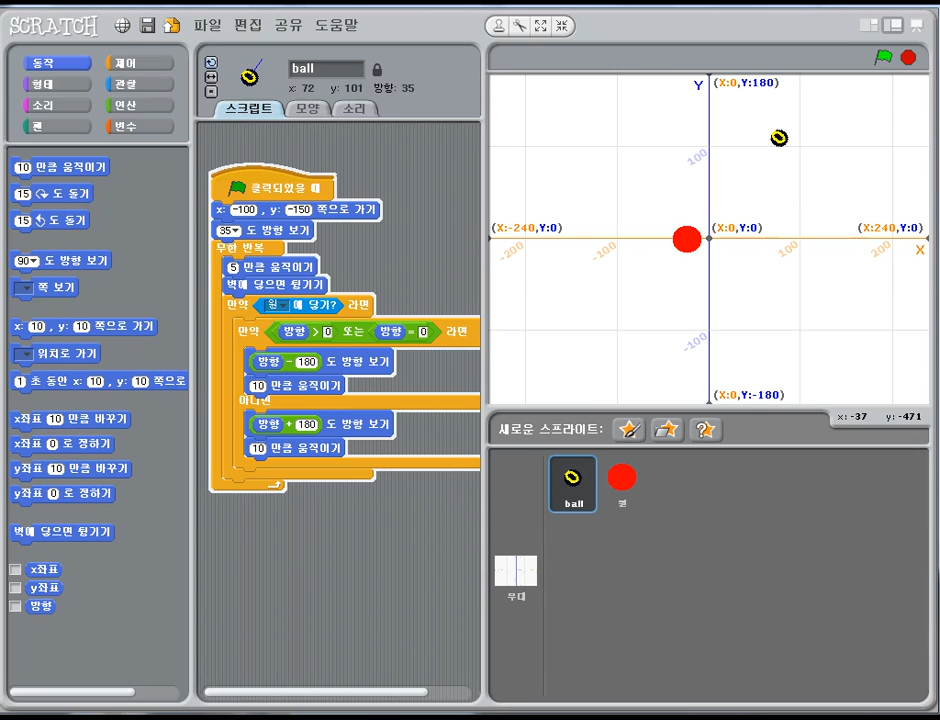 SCRATCH 파일 편집 공유 도움말
동작 제어
형태 관찰
소리 연산
펜 변수
10 만큼 움직이기
15 도 돌기
15 도 돌기
90 도 방향 보기
쪽 보기
x: 10 , y: 10 쪽으로 가기
위치로 가기
1 초 동안 x: 10 , y: 10 쪽으로
x좌표 10 만큼 바꾸기
x좌표 0 로 정하기
y좌표 10 만큼 바꾸기
y좌표 0 로 정하기
벽에 닿으면 튕기기
x좌표
y좌표
방향
ball
x: 72 y: 101 방향: 35
스크립트 모양 소리
클릭되었을 때
x: -100 , y: -150 쪽으로 가기
35 도 방향 보기
무한 반복
5 만큼 움직이기
벽에 닿으면 튕기기
만약 원 에 닿기? 라면
만약 방향 > 0 또는 방향 = 0 라면
방향 - 180 도 방향 보기
10 만큼 움직이기
아니면
방향 + 180 도 방향 보기
10 만큼 움직이기
Y (X:0,Y:180)
100
(X:-240,Y:0) (X:0,Y:0) (X:240,Y:0)
-200 -100 100 200 X
-100
(X:0,Y:-180)
x: -37 y: -471
새로운 스프라이트:
ball 원
무대